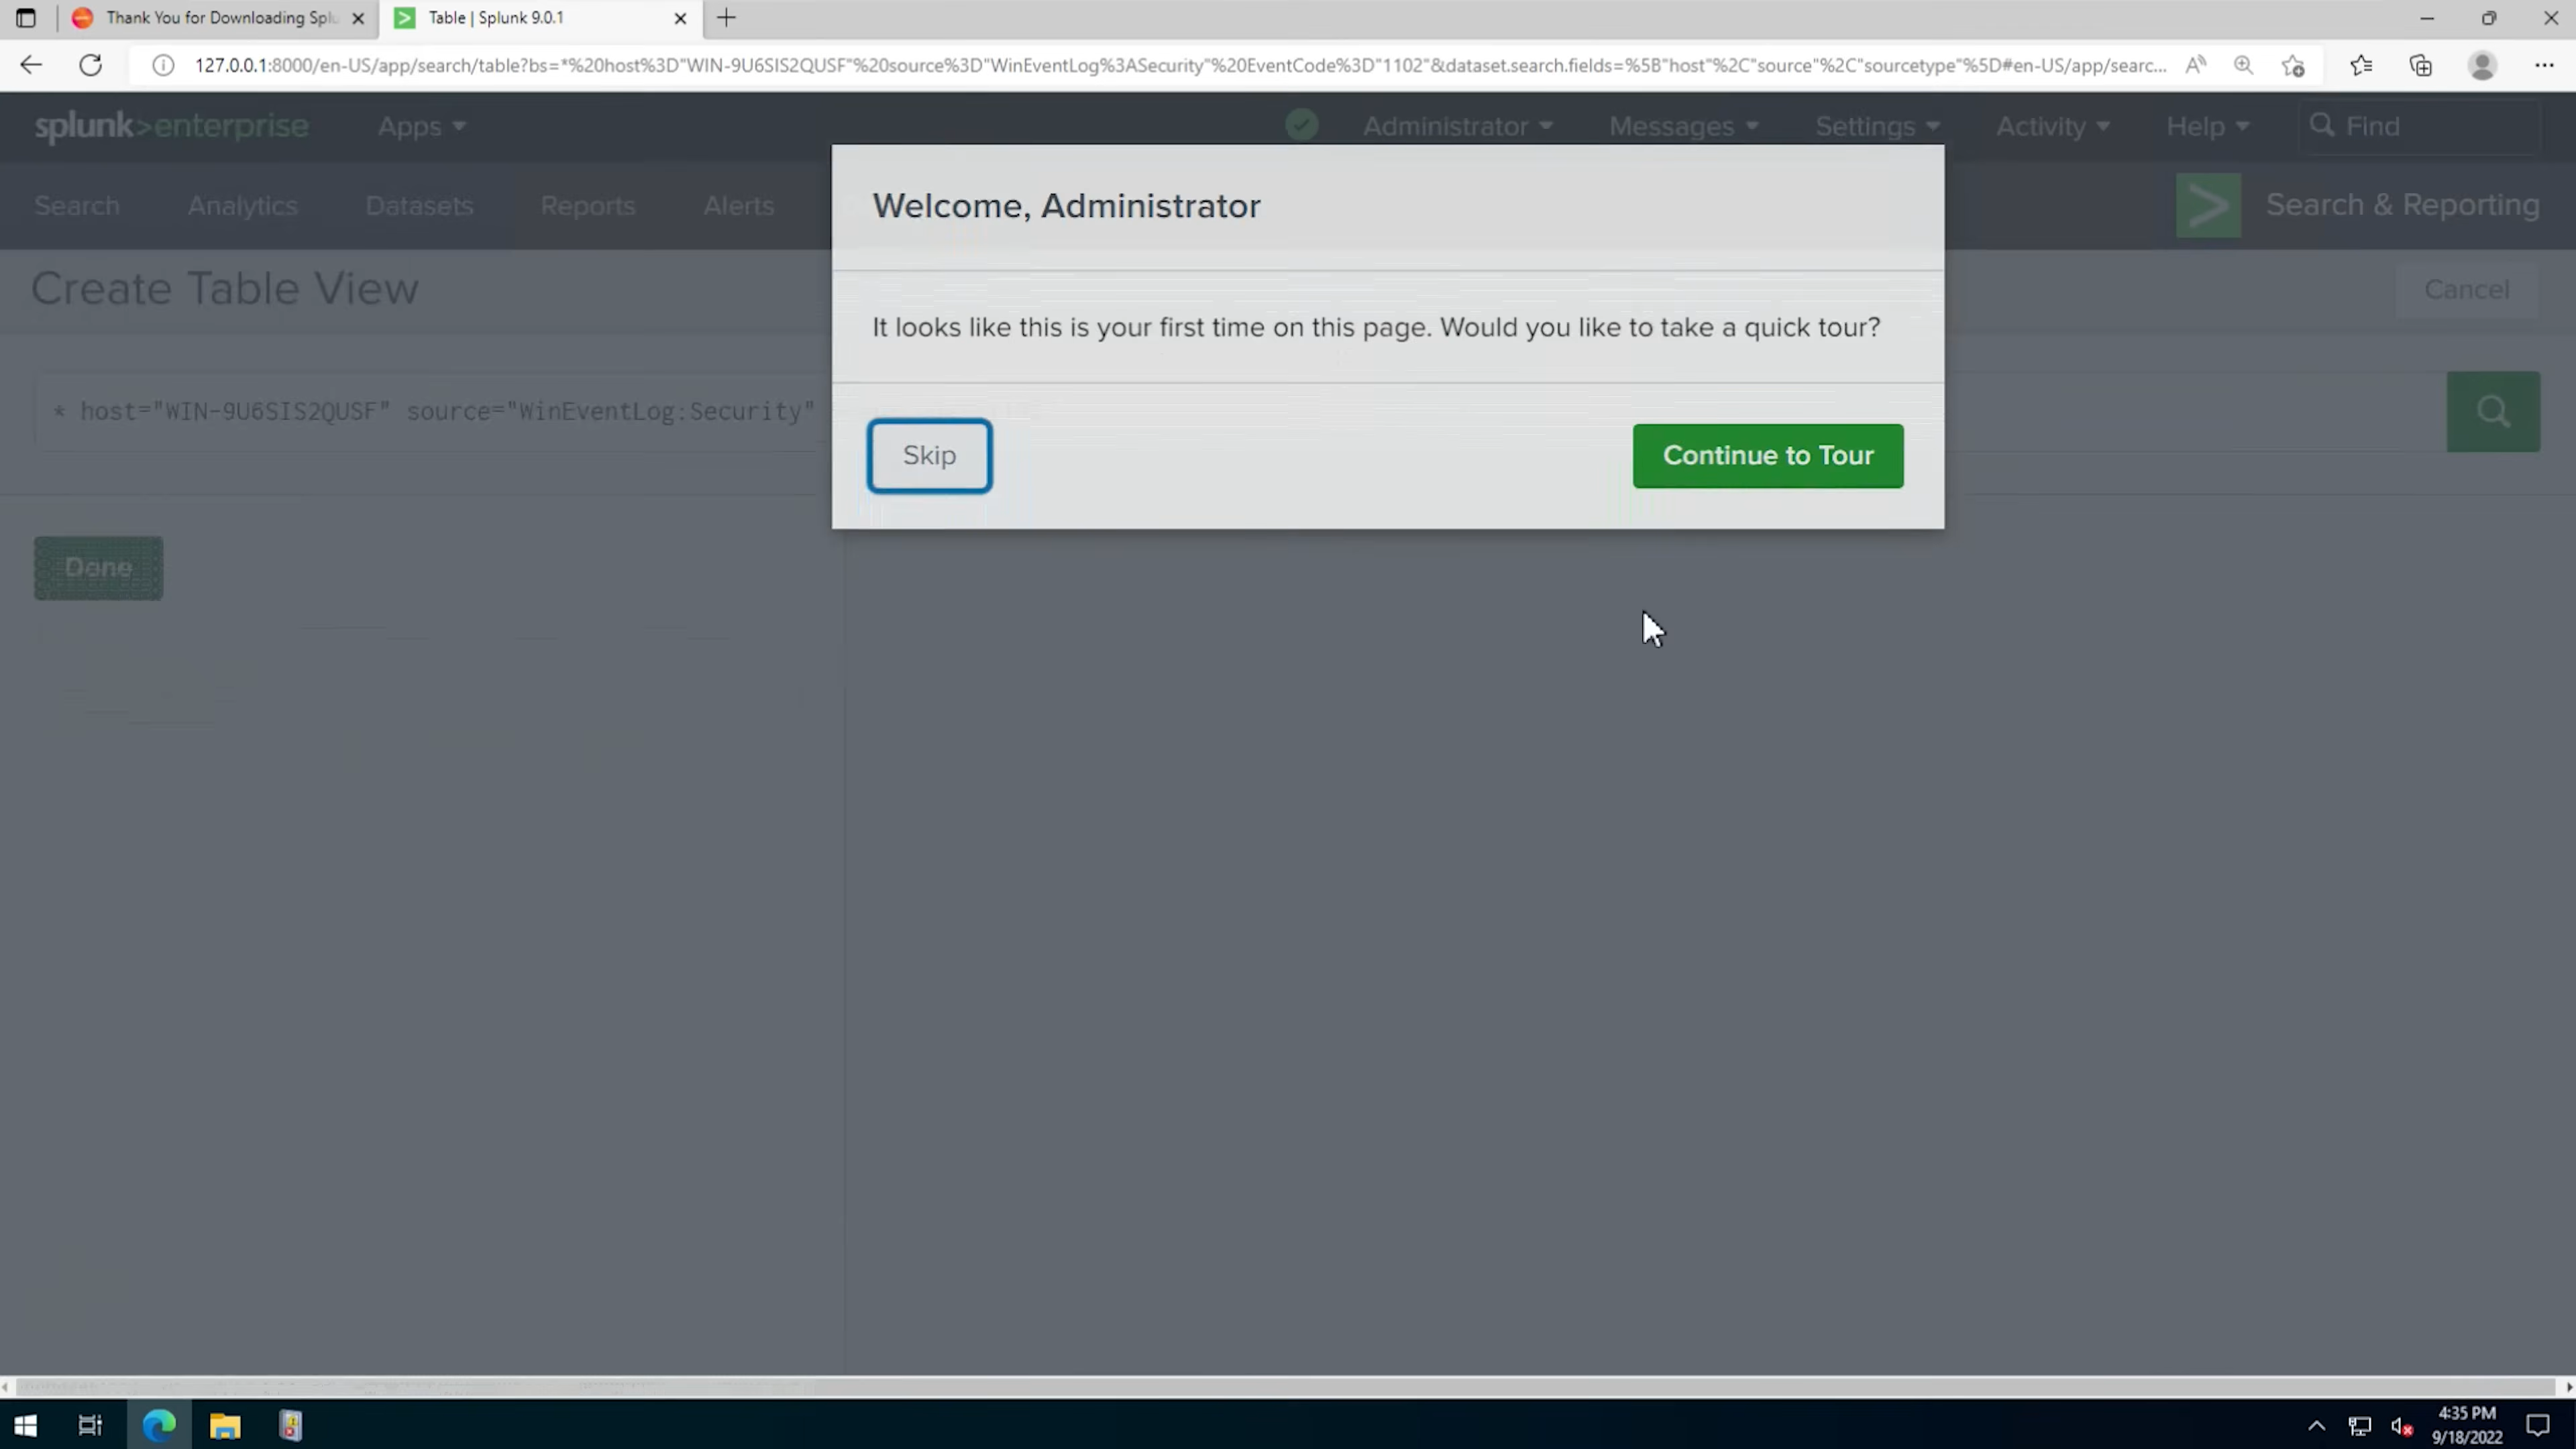 Thank You for Downloading Splu
Table | Splunk 9.0.1
127.0.0.1:8000/en-US/app/search/table?bs=*%20host%3D"WIN-9U6SIS2QUSF"%20source%3D"WinEventLog%3ASecurity"%20EventCode%3D"1102"&dataset.search.fields=%5B"host"%2C"source"%2C"sourcetype"%5D#en-US/app/searc...
splunk>enterprise Apps Administrator Messages Settings Activity Help Find
Search Analytics Datasets Reports Alerts Search & Reporting
Welcome, Administrator
Create Table View Cancel
It looks like this is your first time on this page. Would you like to take a quick tour?
* host="WIN-9U6SIS2QUSF" source="WinEventLog:Security"
Skip Continue to Tour
Done
4:35 PM
9/18/2022